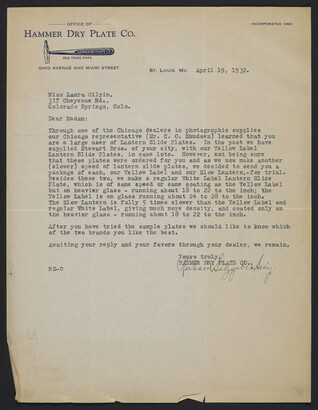 OFFICE OF
INCORPORATED 1890
HAMMER DRY PLATE CO.
REG. TRADE MARK
OHIO AVENUE AND MIAMI STREET
ST. LOUIS, MO. April 19, 1932.
Miss Laura Gilpin,
317 Cheyenne Rd.,
Colorado Springs, Colo.
Dear Madam:
Through one of the Chicago dealers in photographic supplies
our Chicago representative (Mr. C. O. Knudsen) learned that you
are a large user of Lantern Slide Plates. In the past we have
supplied Stewart Bros. of your city, with our Yellow Label
Lantern Slide Plates, in case lots. However, not being sure
that these plates were ordered for you and as we now make another
(slower) speed of lantern slide plates, we decided to send you a
package of each, our Yellow Label and our Slow Lantern,-for trial.
Besides these two, we make a regular White Label Lantern Slide
Plate, which is of same speed or same coating as the Yellow Label
but on heavier glass - running about 18 to 22 to the inch; the
Yellow Label is on glass running about 24 to 28 to the inch.
The Slow Lantern is fully 5 times slower than the Yellow Label and
regular White Label, giving much more density, and coated only on
the heavier glass - running about 18 to 22 to the inch.
After you have tried the sample plates we should like to know which
of the two brands you like the best.
Awaiting your reply and your favors through your dealer, we remain,
Yours truly,
HAMMER DRY PLATE CO.,
RS-C